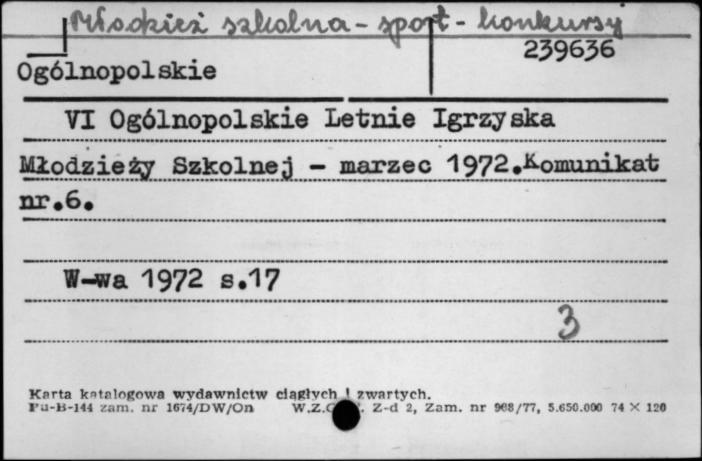 Młodzież szkolna - sport - konkursy
239636
Ogólnopolskie
VI Ogólnopolskie Letnie Igrzyska
Młodzieży Szkolnej - marzec 1972. Komunikat
nr.6.
W-wa 1972 s.17
3
Karta katalogowa wydawnictw ciągłych i zwartych.
Pu-B-144 zam. nr 1674/DW/On W.Z. Z-d 2, Zam. nr 908/77, 5.650.000 74 × 120